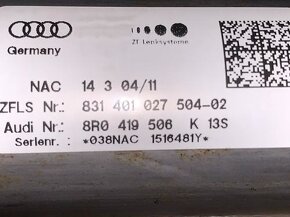 Germany
ZF Lenksysteme
NAC 14 3 04/11
ZFLS Nr.: 831 401 027 504-02
Audi Nr.: 8R0 419 506 K 13S
Serienr.: *038NAC 1516481Y*